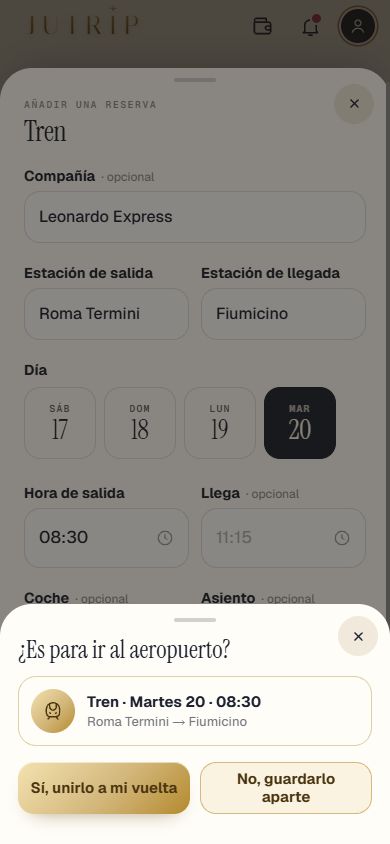 JUTRIP
AÑADIR UNA RESERVA
Tren
Compañía · opcional
Leonardo Express
Estación de salida Estación de llegada
Roma Termini Fiumicino
Día
SÁB DOM LUN MAR
17 18 19 20
Hora de salida Llega · opcional
08:30 11:15
Coche · opcional Asiento · opcional
¿Es para ir al aeropuerto?
Tren · Martes 20 · 08:30
Roma Termini → Fiumicino
Sí, unirlo a mi vuelta No, guardarlo
aparte